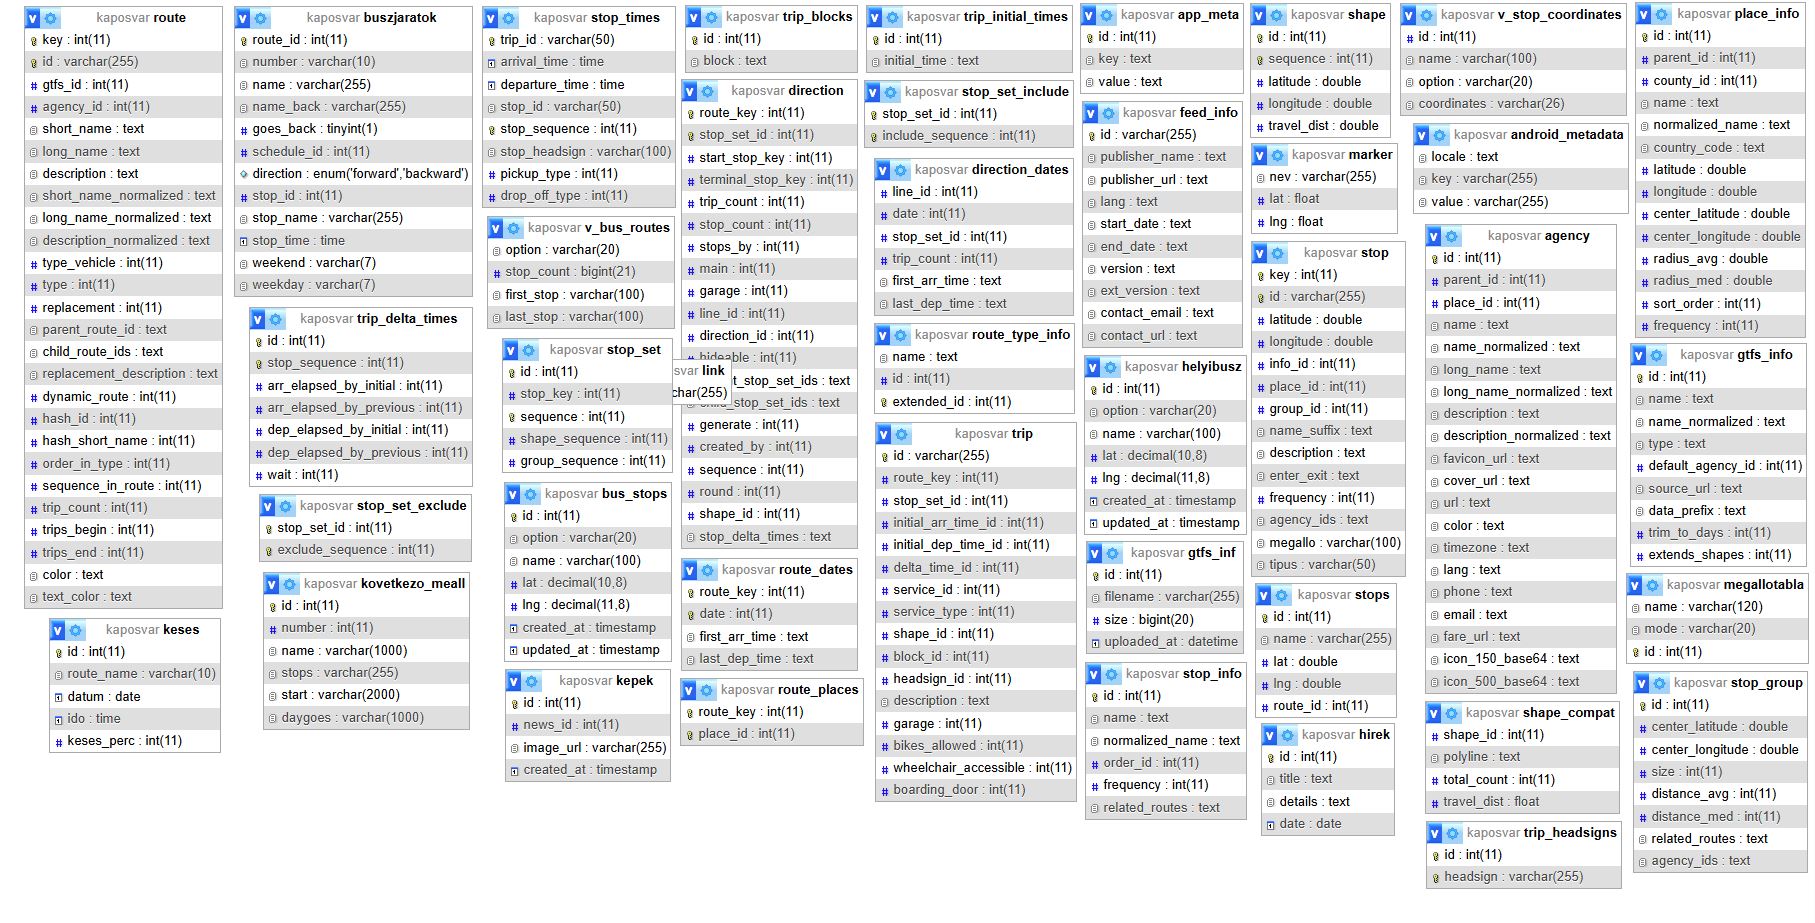 kaposvar route
key : int(11)
id : varchar(255)
gtfs_id : int(11)
agency_id : int(11)
short_name : text
long_name : text
description : text
short_name_normalized : text
long_name_normalized : text
description_normalized : text
type_vehicle : int(11)
type : int(11)
replacement : int(11)
parent_route_id : text
child_route_ids : text
replacement_description : text
dynamic_route : int(11)
hash_id : int(11)
hash_short_name : int(11)
order_in_type : int(11)
sequence_in_route : int(11)
trip_count : int(11)
trips_begin : int(11)
trips_end : int(11)
color : text
text_color : text
kaposvar keses
id : int(11)
route_name : varchar(10)
datum : date
ido : time
keses_perc : int(11)
kaposvar buszjaratok
route_id : int(11)
number : varchar(10)
name : varchar(255)
name_back : varchar(255)
goes_back : tinyint(1)
schedule_id : int(11)
direction : enum('forward','backward')
stop_id : int(11)
stop_name : varchar(255)
stop_time : time
weekend : varchar(7)
weekday : varchar(7)
kaposvar trip_delta_times
id : int(11)
stop_sequence : int(11)
arr_elapsed_by_initial : int(11)
arr_elapsed_by_previous : int(11)
dep_elapsed_by_initial : int(11)
dep_elapsed_by_previous : int(11)
wait : int(11)
kaposvar stop_set_exclude
stop_set_id : int(11)
exclude_sequence : int(11)
kaposvar kovetkezo_meall
id : int(11)
number : int(11)
name : varchar(1000)
stops : varchar(255)
start : varchar(2000)
daygoes : varchar(1000)
kaposvar stop_times
trip_id : varchar(50)
arrival_time : time
departure_time : time
stop_id : varchar(50)
stop_sequence : int(11)
stop_headsign : varchar(100)
pickup_type : int(11)
drop_off_type : int(11)
kaposvar v_bus_routes
option : varchar(20)
stop_count : bigint(21)
first_stop : varchar(100)
last_stop : varchar(100)
kaposvar stop_set
id : int(11)
stop_key : int(11)
sequence : int(11)
shape_sequence : int(11)
group_sequence : int(11)
svar link
char(255)
kaposvar bus_stops
id : int(11)
option : varchar(20)
name : varchar(100)
lat : decimal(10,8)
lng : decimal(11,8)
created_at : timestamp
updated_at : timestamp
kaposvar kepek
id : int(11)
news_id : int(11)
image_url : varchar(255)
created_at : timestamp
kaposvar trip_blocks
id : int(11)
block : text
kaposvar direction
route_key : int(11)
stop_set_id : int(11)
start_stop_key : int(11)
terminal_stop_key : int(11)
trip_count : int(11)
stop_count : int(11)
stops_by : int(11)
main : int(11)
garage : int(11)
line_id : int(11)
direction_id : int(11)
hideable : int(11)
t_stop_set_ids : text
child_stop_set_ids : text
generate : int(11)
created_by : int(11)
sequence : int(11)
round : int(11)
shape_id : int(11)
stop_delta_times : text
kaposvar route_dates
route_key : int(11)
date : int(11)
first_arr_time : text
last_dep_time : text
kaposvar route_places
route_key : int(11)
place_id : int(11)
kaposvar trip_initial_times
id : int(11)
initial_time : text
kaposvar stop_set_include
stop_set_id : int(11)
include_sequence : int(11)
kaposvar direction_dates
line_id : int(11)
date : int(11)
stop_set_id : int(11)
trip_count : int(11)
first_arr_time : text
last_dep_time : text
kaposvar route_type_info
name : text
id : int(11)
extended_id : int(11)
kaposvar trip
id : varchar(255)
route_key : int(11)
stop_set_id : int(11)
initial_arr_time_id : int(11)
initial_dep_time_id : int(11)
delta_time_id : int(11)
service_id : int(11)
service_type : int(11)
shape_id : int(11)
block_id : int(11)
headsign_id : int(11)
description : text
garage : int(11)
bikes_allowed : int(11)
wheelchair_accessible : int(11)
boarding_door : int(11)
kaposvar app_meta
id : int(11)
key : text
value : text
kaposvar feed_info
id : varchar(255)
publisher_name : text
publisher_url : text
lang : text
start_date : text
end_date : text
version : text
ext_version : text
contact_email : text
contact_url : text
kaposvar helyibusz
id : int(11)
option : varchar(20)
name : varchar(100)
lat : decimal(10,8)
lng : decimal(11,8)
created_at : timestamp
updated_at : timestamp
kaposvar gtfs_inf
id : int(11)
filename : varchar(255)
size : bigint(20)
uploaded_at : datetime
kaposvar stop_info
id : int(11)
name : text
normalized_name : text
order_id : int(11)
frequency : int(11)
related_routes : text
kaposvar shape
id : int(11)
sequence : int(11)
latitude : double
longitude : double
travel_dist : double
kaposvar marker
nev : varchar(255)
lat : float
lng : float
kaposvar stop
key : int(11)
id : varchar(255)
latitude : double
longitude : double
info_id : int(11)
place_id : int(11)
group_id : int(11)
name_suffix : text
description : text
enter_exit : text
frequency : int(11)
agency_ids : text
megallo : varchar(100)
tipus : varchar(50)
kaposvar stops
id : int(11)
name : varchar(255)
lat : double
lng : double
route_id : int(11)
kaposvar hirek
id : int(11)
title : text
details : text
date : date
kaposvar v_stop_coordinates
id : int(11)
name : varchar(100)
option : varchar(20)
coordinates : varchar(26)
kaposvar android_metadata
locale : text
key : varchar(255)
value : varchar(255)
kaposvar agency
id : int(11)
parent_id : int(11)
place_id : int(11)
name : text
name_normalized : text
long_name : text
long_name_normalized : text
description : text
description_normalized : text
favicon_url : text
cover_url : text
url : text
color : text
timezone : text
lang : text
phone : text
email : text
fare_url : text
icon_150_base64 : text
icon_500_base64 : text
kaposvar shape_compat
shape_id : int(11)
polyline : text
total_count : int(11)
travel_dist : float
kaposvar trip_headsigns
id : int(11)
headsign : varchar(255)
kaposvar place_info
id : int(11)
parent_id : int(11)
county_id : int(11)
name : text
normalized_name : text
country_code : text
latitude : double
longitude : double
center_latitude : double
center_longitude : double
radius_avg : double
radius_med : double
sort_order : int(11)
frequency : int(11)
kaposvar gtfs_info
id : int(11)
name : text
name_normalized : text
type : text
default_agency_id : int(11)
source_url : text
data_prefix : text
trim_to_days : int(11)
extends_shapes : int(11)
kaposvar megallotabla
name : varchar(120)
mode : varchar(20)
id : int(11)
kaposvar stop_group
id : int(11)
center_latitude : double
center_longitude : double
size : int(11)
distance_avg : int(11)
distance_med : int(11)
related_routes : text
agency_ids : text